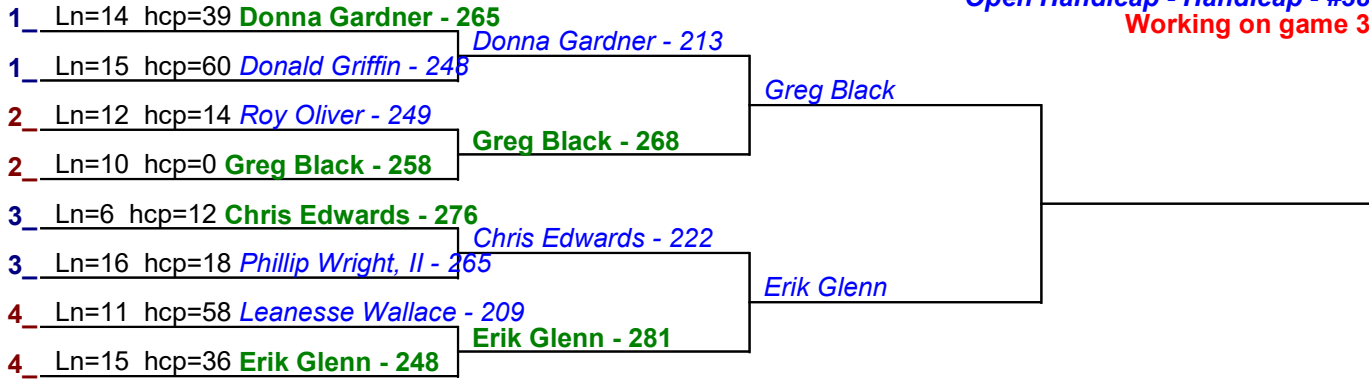 Open Handicap - Handicap - #38
Working on game 3
1_ Ln=14 hcp=39 Donna Gardner - 265
Donna Gardner - 213
1_ Ln=15 hcp=60 Donald Griffin - 248
Greg Black
2_ Ln=12 hcp=14 Roy Oliver - 249
Greg Black - 268
2_ Ln=10 hcp=0 Greg Black - 258
3_ Ln=6 hcp=12 Chris Edwards - 276
Chris Edwards - 222
3_ Ln=16 hcp=18 Phillip Wright, II - 265
Erik Glenn
4_ Ln=11 hcp=58 Leanesse Wallace - 209
Erik Glenn - 281
4_ Ln=15 hcp=36 Erik Glenn - 248